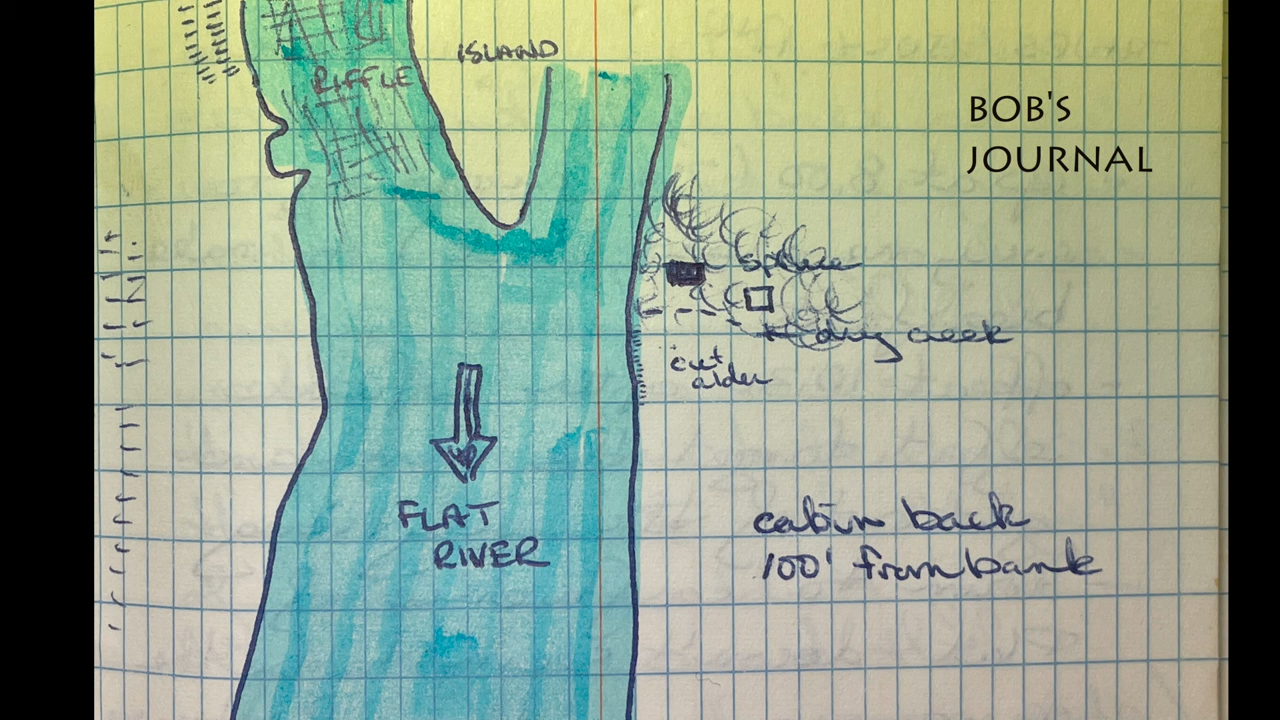 ISLAND
RIFFLE
BOB'S
JOURNAL
spruce
dry creek
cut
alder
FLAT
RIVER
cabin back
100' from bank